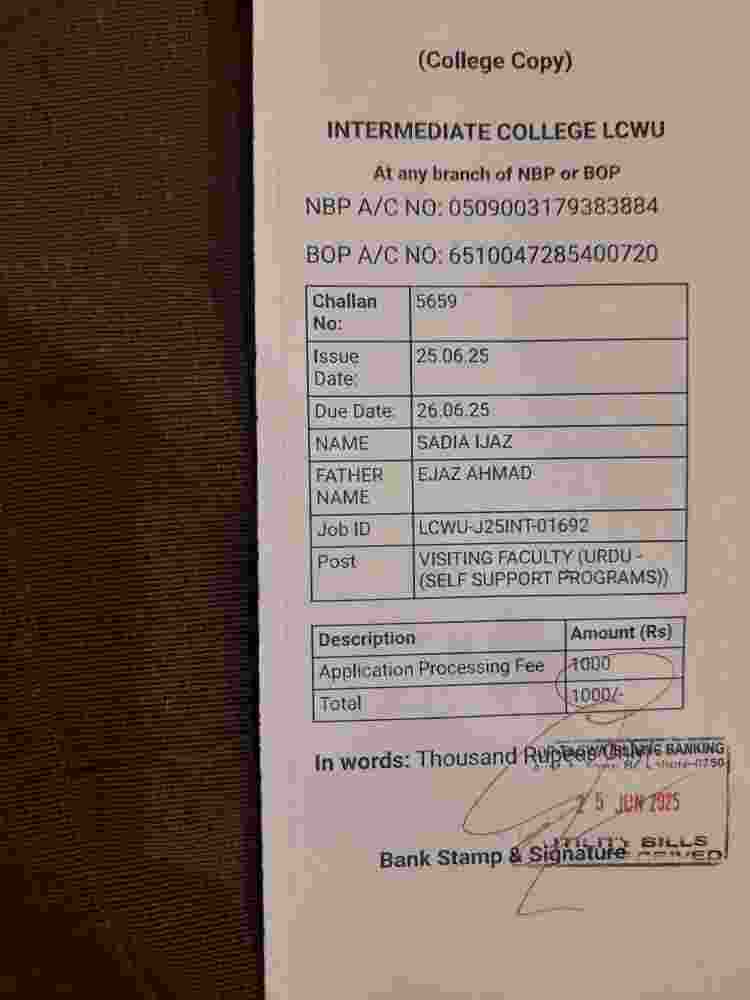 (College Copy)
INTERMEDIATE COLLEGE LCWU
At any branch of NBP or BOP
NBP A/C NO: 0509003179383884
BOP A/C NO: 6510047285400720
Challan No: 5659
Issue Date: 25.06.25
Due Date: 26.06.25
NAME SADIA IJAZ
FATHER NAME EJAZ AHMAD
Job ID LCWU-J25INT-01692
Post VISITING FACULTY (URDU - (SELF SUPPORT PROGRAMS))
Description Amount (Rs)
Application Processing Fee 1000
Total 1000/-
In words: Thousand Rupees Only
BANKING
25 JUN 2025
UTILITY BILLS
RECEIVED
Bank Stamp & Signature